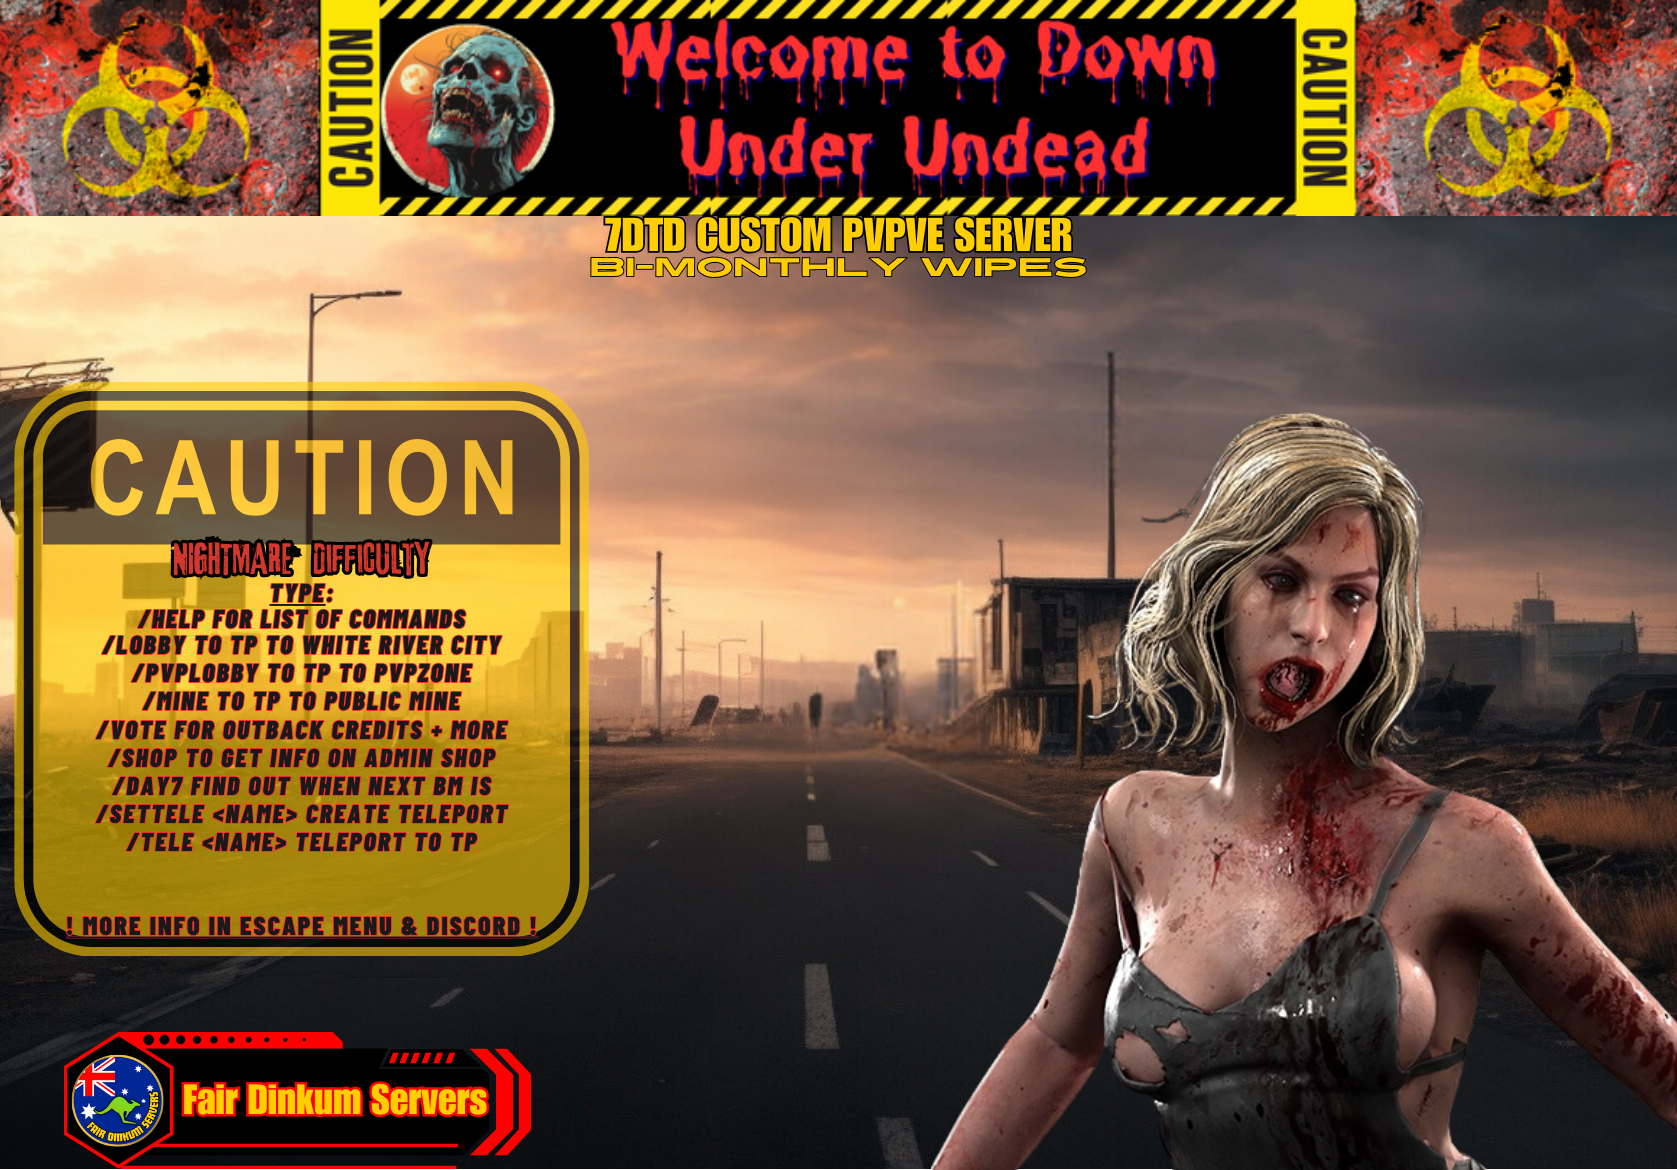 CAUTION
Welcome to Down
Under Undead
CAUTION
7DTD CUSTOM PVPVE SERVER
BI-MONTHLY WIPES
CAUTION
NIGHTMARE DIFFICULTY
TYPE:
/HELP FOR LIST OF COMMANDS
/LOBBY TO TP TO WHITE RIVER CITY
/PVPLOBBY TO TP TO PVPZONE
/MINE TO TP TO PUBLIC MINE
/VOTE FOR OUTBACK CREDITS + MORE
/SHOP TO GET INFO ON ADMIN SHOP
/DAY7 FIND OUT WHEN NEXT BM IS
/SETTELE <NAME> CREATE TELEPORT
/TELE <NAME> TELEPORT TO TP
! MORE INFO IN ESCAPE MENU & DISCORD !
Fair Dinkum Servers
FAIR DINKUM SERVERS